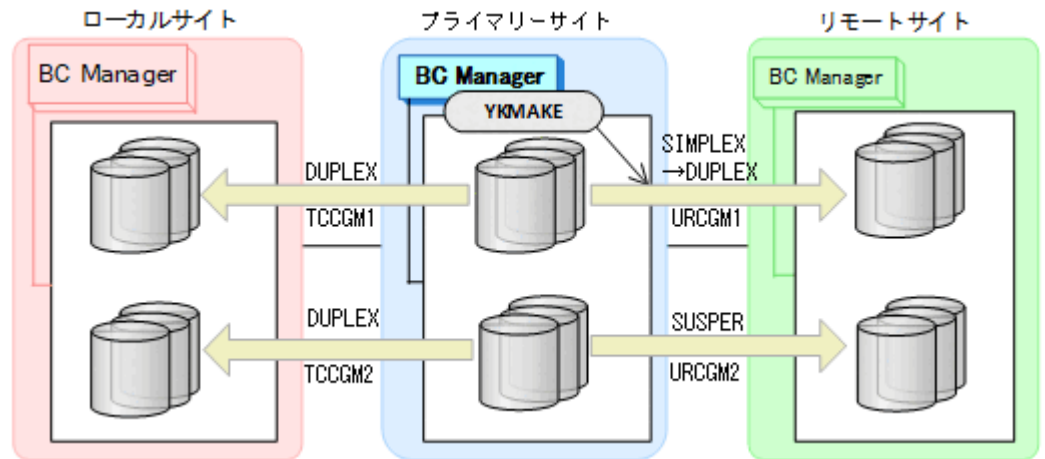 ローカルサイト
プライマリーサイト
リモートサイト
BC Manager
BC Manager
BC Manager
YKMAKE
DUPLEX
TCCGM1
SIMPLEX
→DUPLEX
URCGM1
DUPLEX
TCCGM2
SUSPER
URCGM2